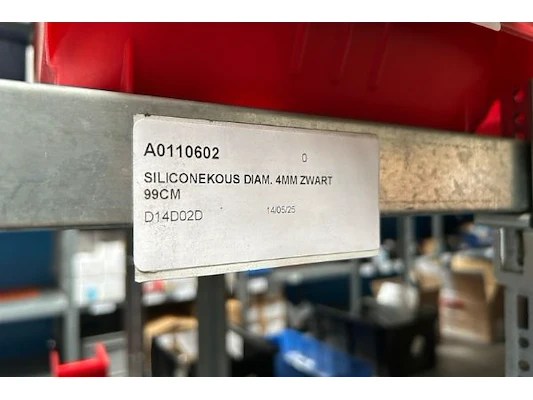 A0110602 0
SILICONEKOUS DIAM. 4MM ZWART
99CM
D14D02D 14/05/25